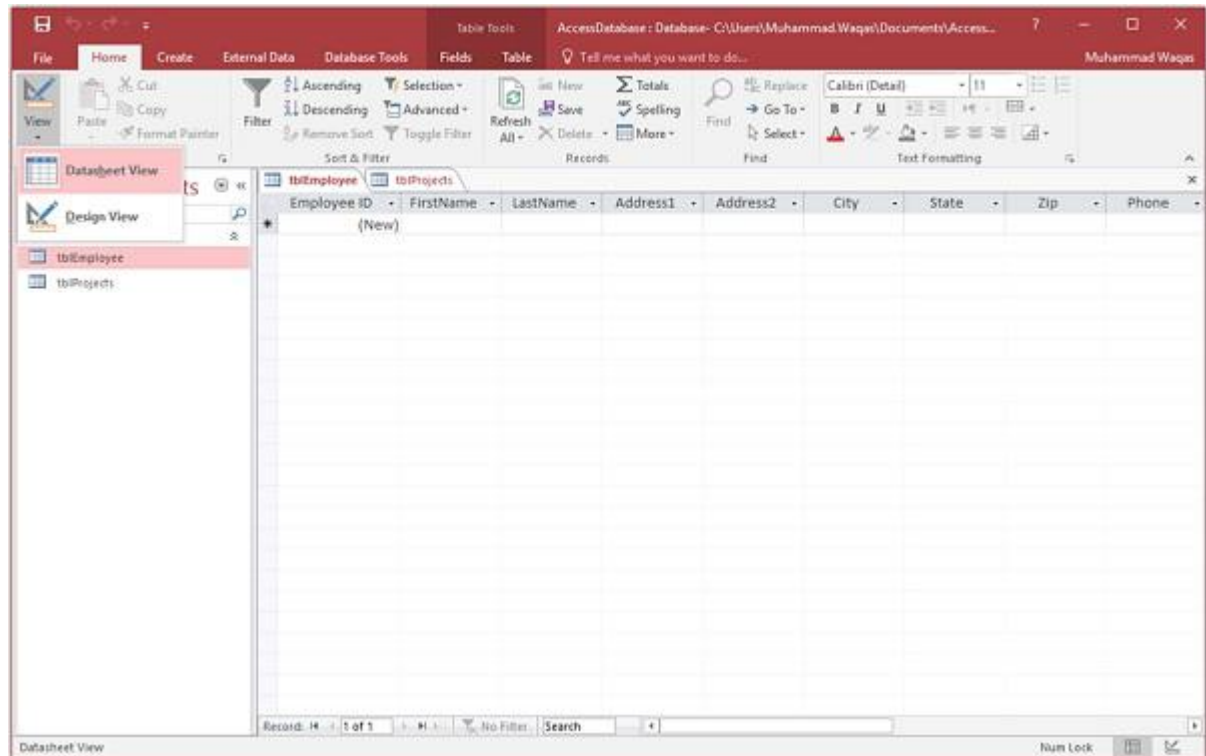 Table Tools AccessDatabase : Database- C:\Users\Muhammad.Waqas\Documents\Access... ?
File Home Create External Data Database Tools Fields Table Tell me what you want to do... Muhammad Waqas
View
Paste
Cut
Copy
Format Painter
Filter
Ascending
Descending
Remove Sort
Selection
Advanced
Toggle Filter
Sort & Filter
Refresh
All
New
Save
Delete
Totals
Spelling
More
Records
Find
Replace
Go To
Select
Find
Calibri (Detail) 11
B I U
A
Text Formatting
Datasheet View
Design View
ts
tblEmployee
tblProjects
tblEmployee tblProjects
Employee ID FirstName LastName Address1 Address2 City State Zip Phone
(New)
Record: 1 of 1 No Filter Search
Datasheet View Num Lock